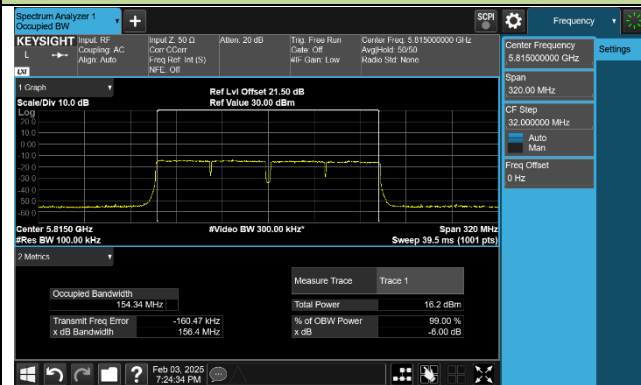 Spectrum Analyzer 1
Occupied BW
+
SCPI
Frequency
KEYSIGHT
L
LXI
Input: RF
Coupling: AC
Align: Auto
Input Z: 50 Ω
Corr CCorr
Freq Ref: Int (S)
NFE: Off
Atten: 20 dB
Trig: Free Run
Gate: Off
#IF Gain: Low
Center Freq: 5.815000000 GHz
Avg|Hold: 50/50
Radio Std: None
Center Frequency
5.815000000 GHz
Settings
Span
320.00 MHz
CF Step
32.000000 MHz
Auto
Man
Freq Offset
0 Hz
1 Graph
Scale/Div 10.0 dB
Ref Lvl Offset 21.50 dB
Ref Value 30.00 dBm
Log
20.0
10.0
0.00
-10.0
-20.0
-30.0
-40.0
-50.0
-60.0
Center 5.8150 GHz
#Res BW 100.00 kHz
#Video BW 300.00 kHz*
Span 320 MHz
Sweep 39.5 ms (1001 pts)
2 Metrics
Measure Trace
Trace 1
Occupied Bandwidth
154.34 MHz
Total Power
16.2 dBm
Transmit Freq Error
-160.47 kHz
% of OBW Power
99.00 %
x dB Bandwidth
156.4 MHz
x dB
-6.00 dB
?
Feb 03, 2025
7:24:34 PM